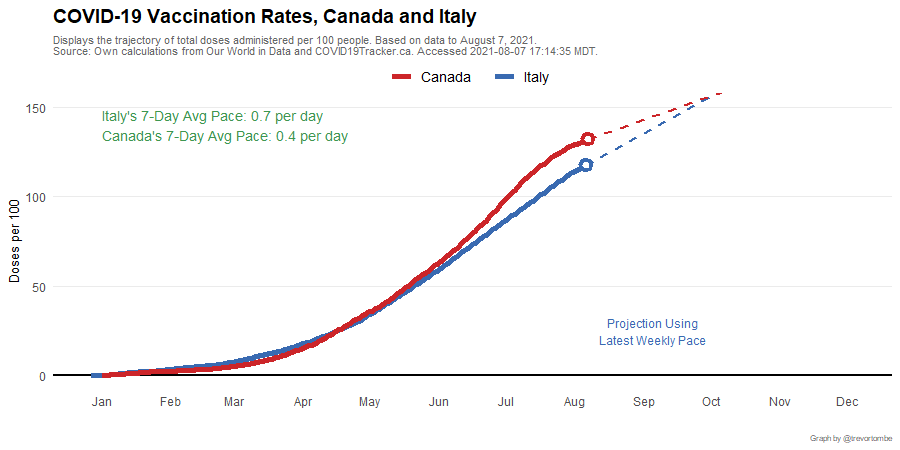 COVID-19 Vaccination Rates, Canada and Italy
Displays the trajectory of total doses administered per 100 people. Based on data to August 7, 2021.
Source: Own calculations from Our World in Data and COVID19Tracker.ca. Accessed 2021-08-07 17:14:35 MDT.
Canada Italy
Italy's 7-Day Avg Pace: 0.7 per day
Canada's 7-Day Avg Pace: 0.4 per day
150
100
50
0
Doses per 100
Projection Using
Latest Weekly Pace
Jan Feb Mar Apr May Jun Jul Aug Sep Oct Nov Dec
Graph by @trevortombe